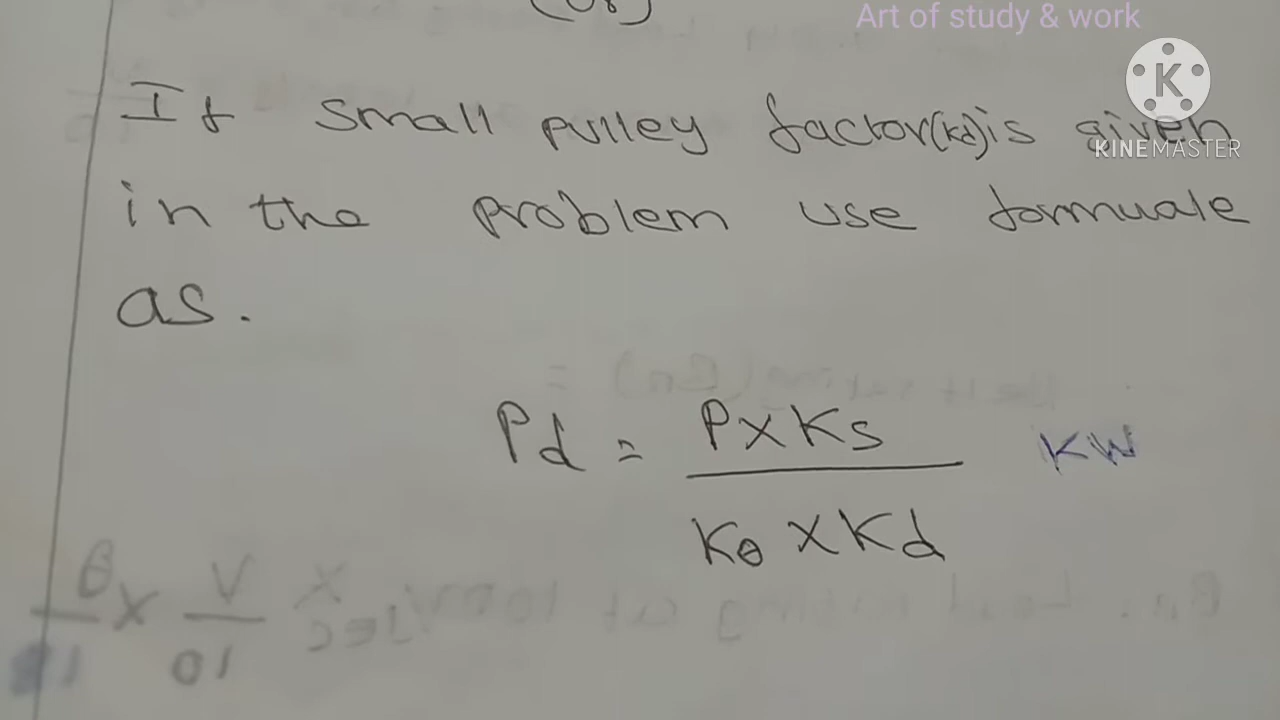 Art of study & work
K
KINEMASTER
If small pulley factor(Kd) is given
in the problem use formuale
as.
Pd = P×Ks / Kθ×Kd KW